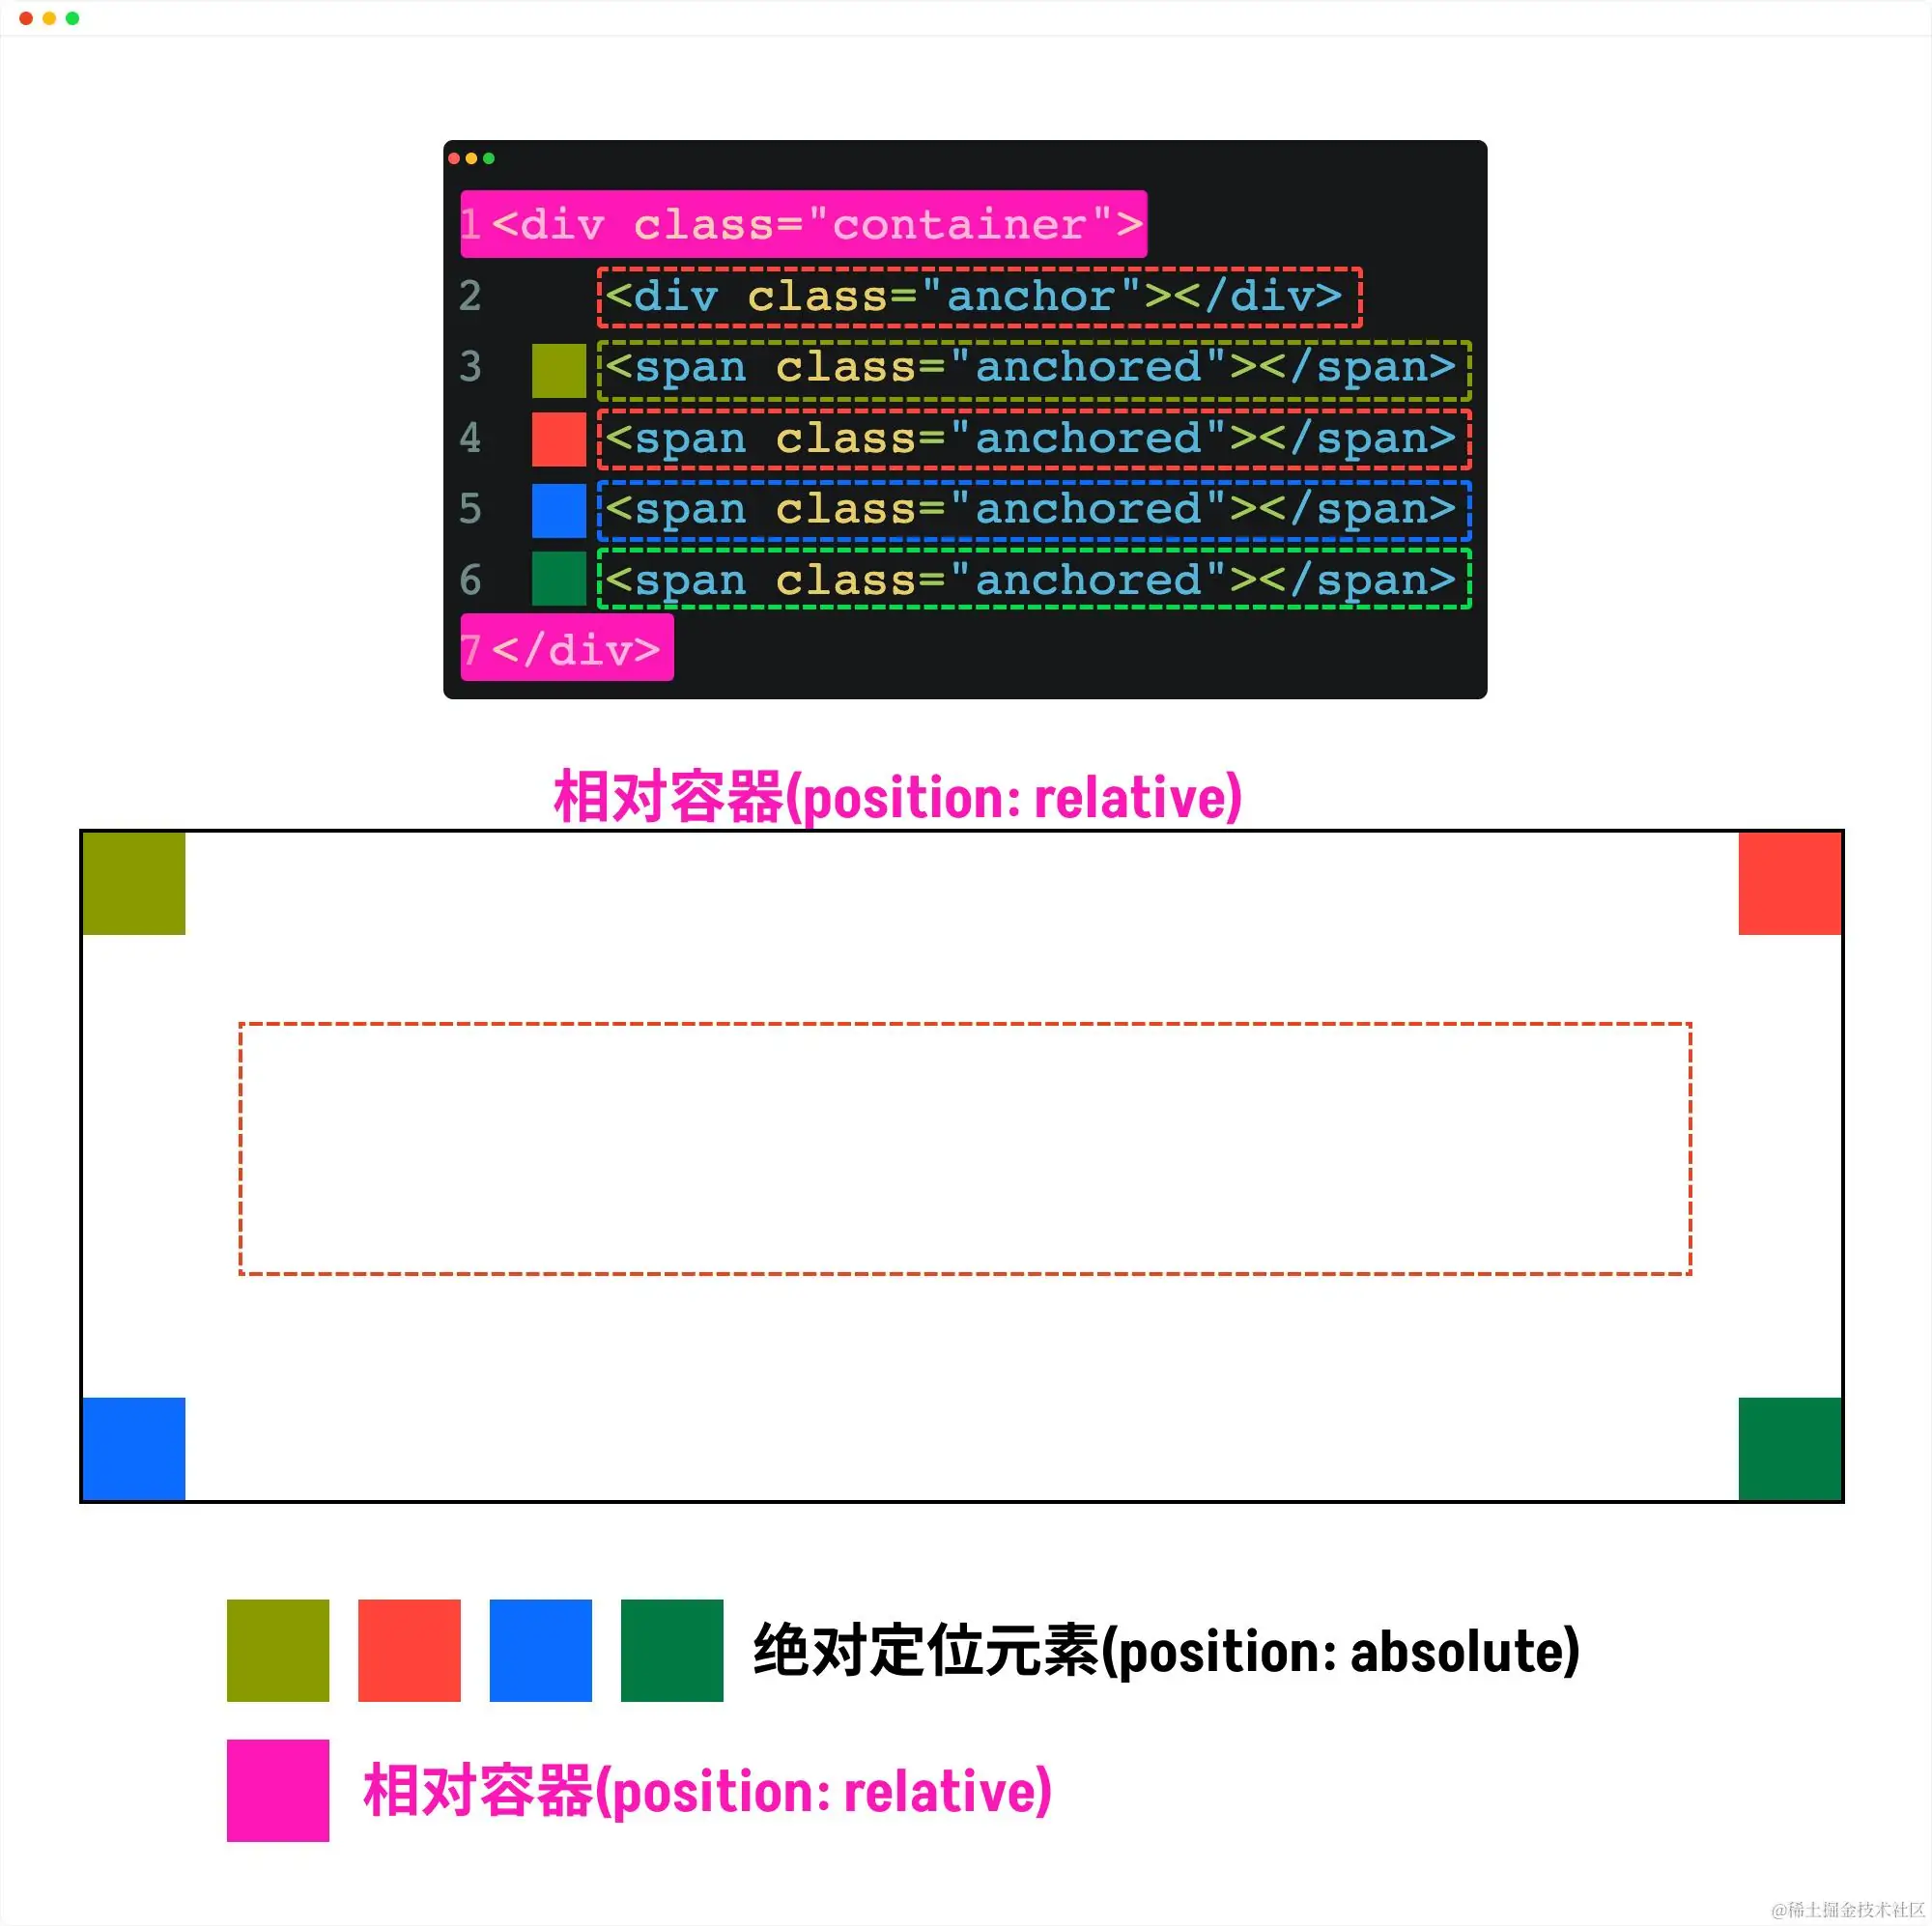 1<div class="container">
2 <div class="anchor"></div>
3 <span class="anchored"></span>
4 <span class="anchored"></span>
5 <span class="anchored"></span>
6 <span class="anchored"></span>
7</div>
相对容器(position: relative)
绝对定位元素(position: absolute)
相对容器(position: relative)
@稀土掘金技术社区